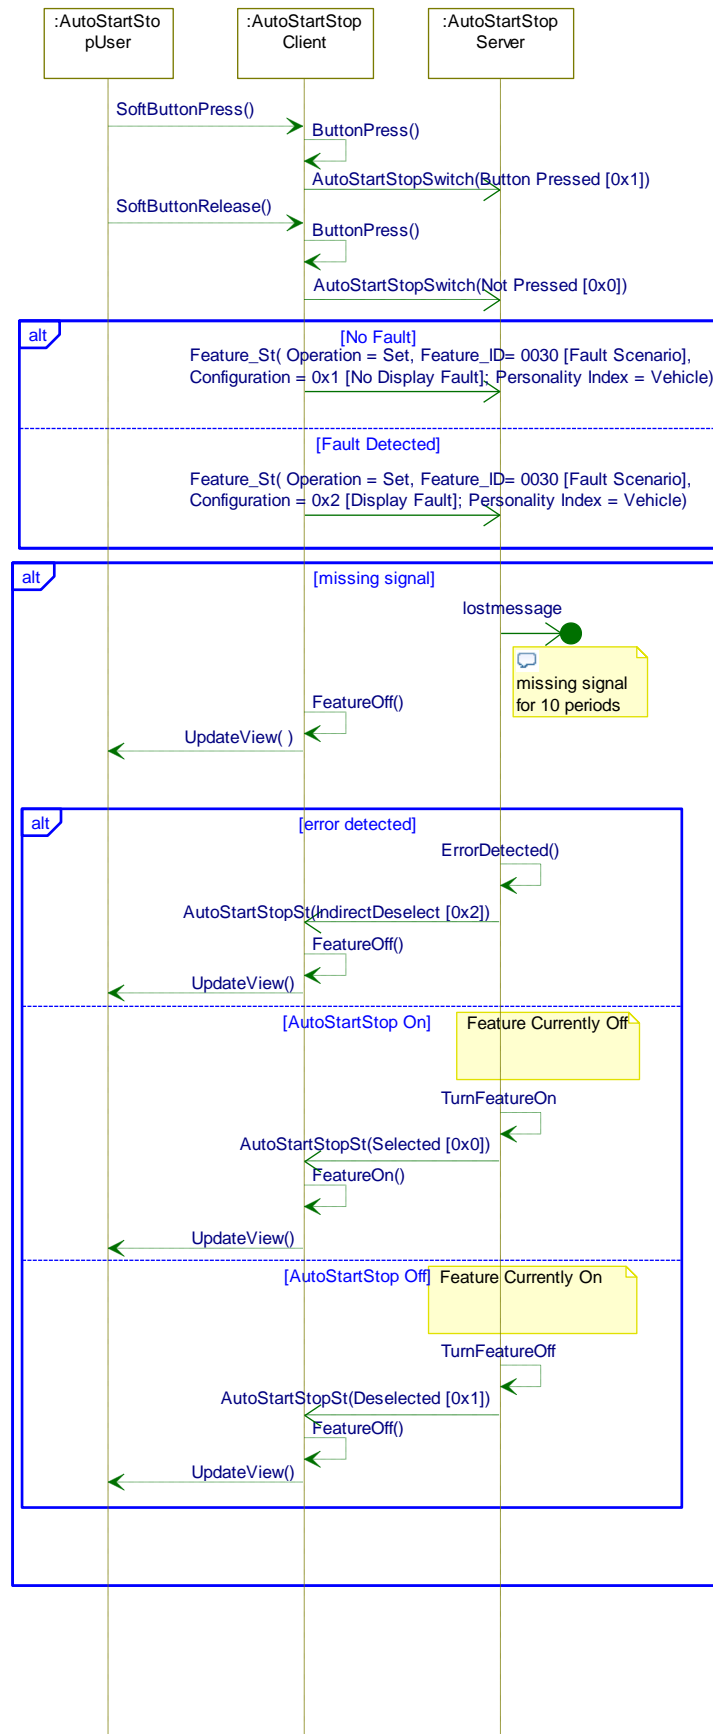 :AutoStartSto
pUser
:AutoStartStop
Client
:AutoStartStop
Server
SoftButtonPress()
ButtonPress()
AutoStartStopSwitch(Button Pressed [0x1])
SoftButtonRelease()
ButtonPress()
AutoStartStopSwitch(Not Pressed [0x0])
alt
[No Fault]
Feature_St( Operation = Set, Feature_ID= 0030 [Fault Scenario],
Configuration = 0x1 [No Display Fault]; Personality Index = Vehicle)
[Fault Detected]
Feature_St( Operation = Set, Feature_ID= 0030 [Fault Scenario],
Configuration = 0x2 [Display Fault]; Personality Index = Vehicle)
alt
[missing signal]
lostmessage
missing signal
for 10 periods
FeatureOff()
UpdateView( )
alt
[error detected]
ErrorDetected()
AutoStartStopSt(IndirectDeselect [0x2])
FeatureOff()
UpdateView()
[AutoStartStop On]
Feature Currently Off
TurnFeatureOn
AutoStartStopSt(Selected [0x0])
FeatureOn()
UpdateView()
[AutoStartStop Off]
Feature Currently On
TurnFeatureOff
AutoStartStopSt(Deselected [0x1])
FeatureOff()
UpdateView()